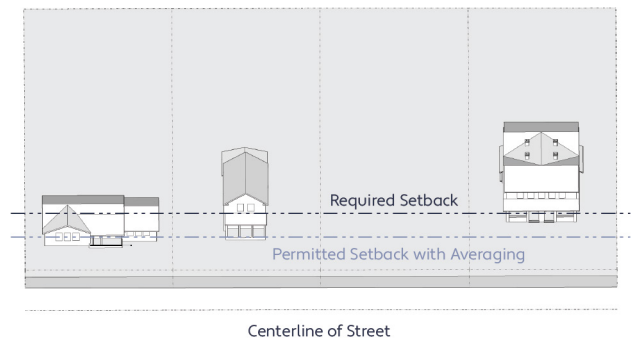 Required Setback
Permitted Setback with Averaging
Centerline of Street